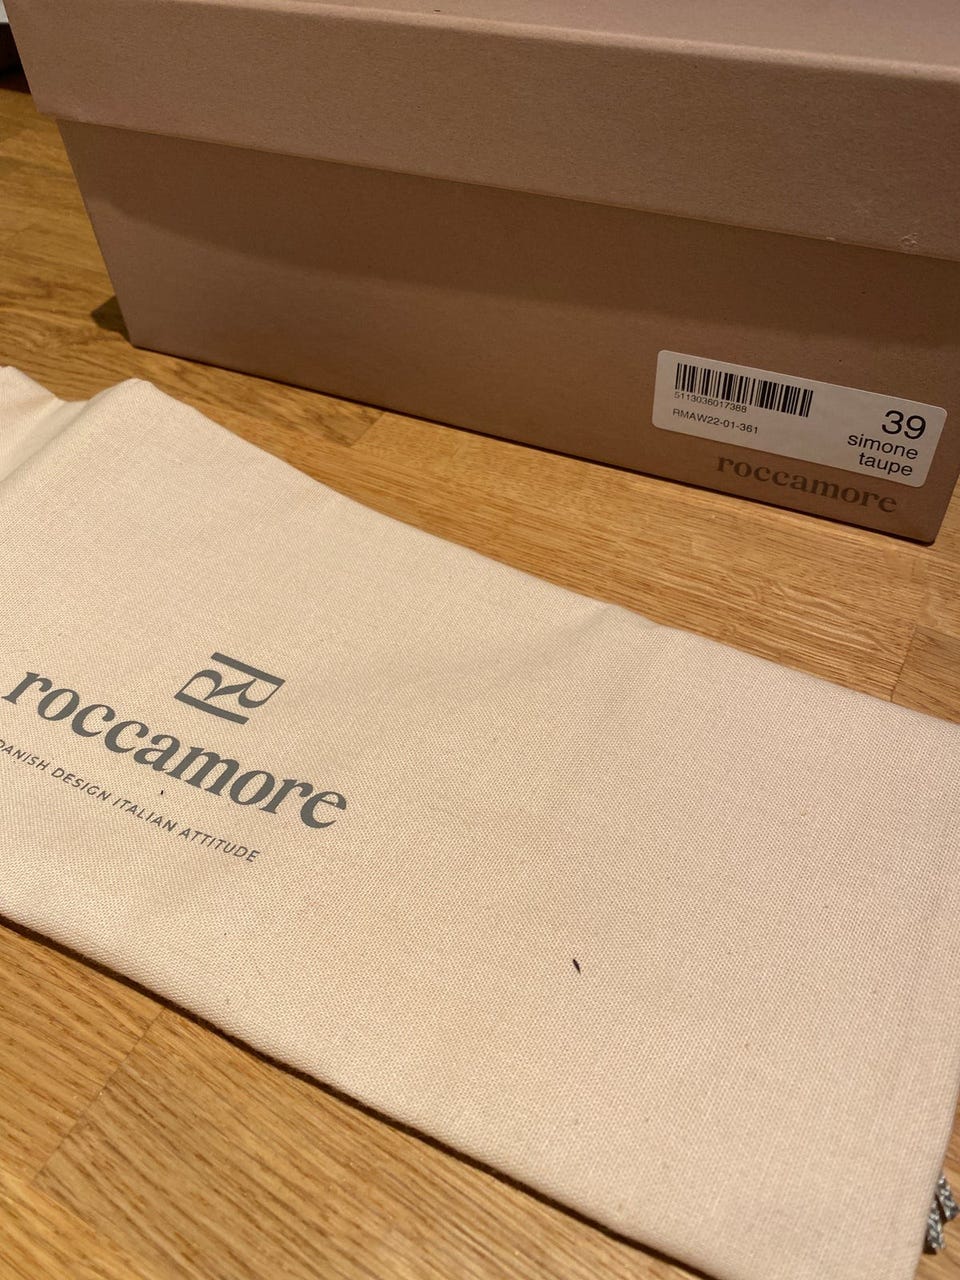 5113036017388
RMAW22-01-361
39
simone
taupe
roccamore
roccamore
DANISH DESIGN ITALIAN ATTITUDE